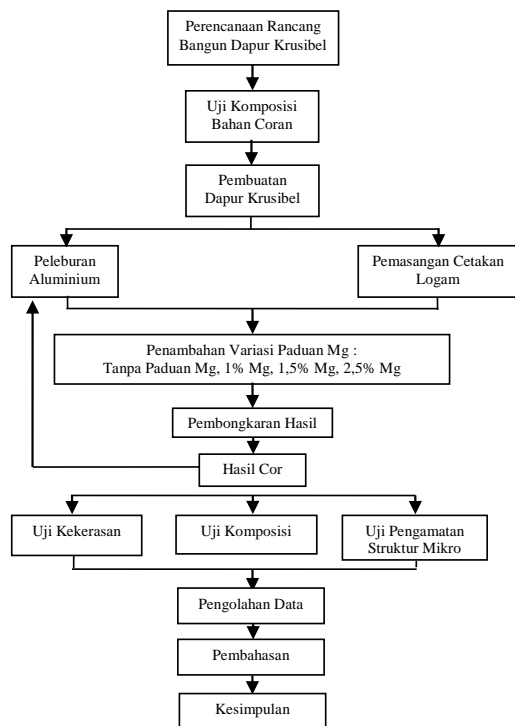 Perencanaan Rancang
Bangun Dapur Krusibel
Uji Komposisi
Bahan Coran
Pembuatan
Dapur Krusibel
Peleburan
Aluminium
Pemasangan Cetakan
Logam
Penambahan Variasi Paduan Mg :
Tanpa Paduan Mg, 1% Mg, 1,5% Mg, 2,5% Mg
Pembongkaran Hasil
Hasil Cor
Uji Kekerasan
Uji Komposisi
Uji Pengamatan
Struktur Mikro
Pengolahan Data
Pembahasan
Kesimpulan